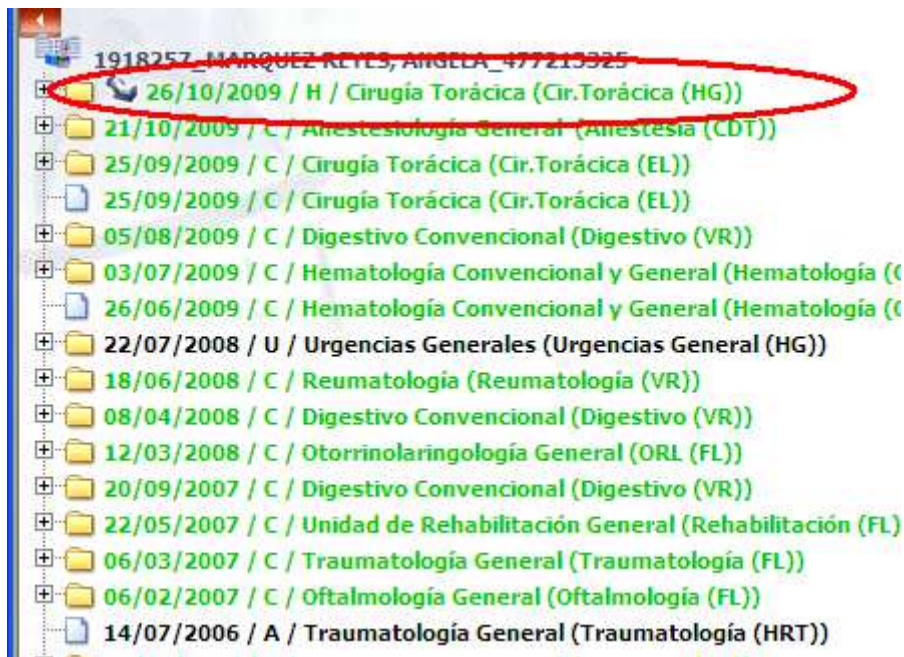 1918257_MARQUEZ REYES, ANGELA_477215325
26/10/2009 / H / Cirugía Torácica (Cir.Torácica (HG))
21/10/2009 / C / Anestesiología General (Anestesia (CDT))
25/09/2009 / C / Cirugía Torácica (Cir.Torácica (EL))
25/09/2009 / C / Cirugía Torácica (Cir.Torácica (EL))
05/08/2009 / C / Digestivo Convencional (Digestivo (VR))
03/07/2009 / C / Hematología Convencional y General (Hematología (
26/06/2009 / C / Hematología Convencional y General (Hematología (
22/07/2008 / U / Urgencias Generales (Urgencias General (HG))
18/06/2008 / C / Reumatología (Reumatología (VR))
08/04/2008 / C / Digestivo Convencional (Digestivo (VR))
12/03/2008 / C / Otorrinolaringología General (ORL (FL))
20/09/2007 / C / Digestivo Convencional (Digestivo (VR))
22/05/2007 / C / Unidad de Rehabilitación General (Rehabilitación (FL)
06/03/2007 / C / Traumatología General (Traumatología (FL))
06/02/2007 / C / Oftalmología General (Oftalmología (FL))
14/07/2006 / A / Traumatología General (Traumatología (HRT))